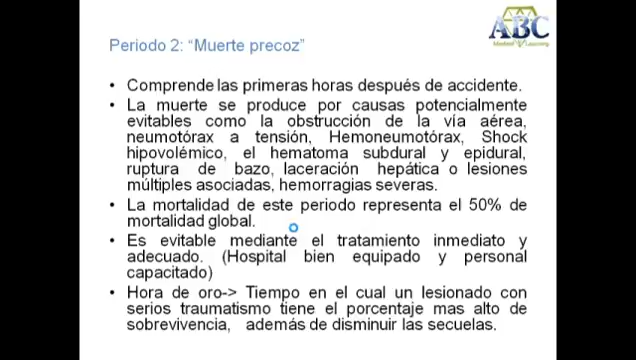 ABC
Periodo 2: “Muerte precoz”
• Comprende las primeras horas después de accidente.
• La muerte se produce por causas potencialmente
evitables como la obstrucción de la vía aérea,
neumotórax a tensión, Hemoneumotórax, Shock
hipovolémico, el hematoma subdural y epidural,
ruptura de bazo, laceración hepática o lesiones
múltiples asociadas, hemorragias severas.
• La mortalidad de este periodo representa el 50% de
mortalidad global.
• Es evitable mediante el tratamiento inmediato y
adecuado. (Hospital bien equipado y personal
capacitado)
• Hora de oro-> Tiempo en el cual un lesionado con
serios traumatismo tiene el porcentaje mas alto de
sobrevivencia, además de disminuir las secuelas.